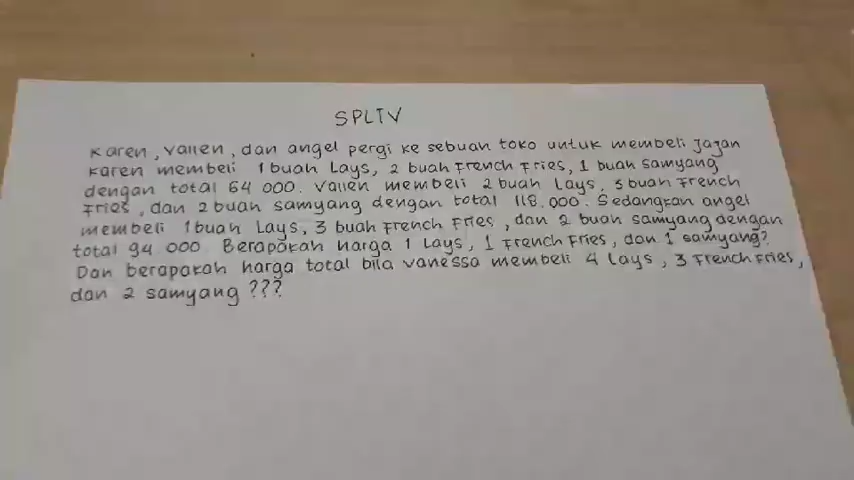 SPLTV
Karen, Vallen, dan angel pergi ke sebuah toko untuk membeli Jajan
Karen membeli 1 buah Lays, 2 buah French Fries, 1 buah samyang
dengan total 64 000. Vallen membeli 2 buah Lays, 3 buah French
Fries, dan 2 buah samyang dengan total 118.000. Sedangkan angel
membeli 1 buah Lays, 3 buah French Fries, dan 2 buah samyang dengan
total 94 000 Berapakah harga 1 Lays, 1 French Fries, dan 1 samyang?
Dan berapakah harga total bila vanessa membeli 4 Lays, 3 French Fries,
dan 2 samyang ???